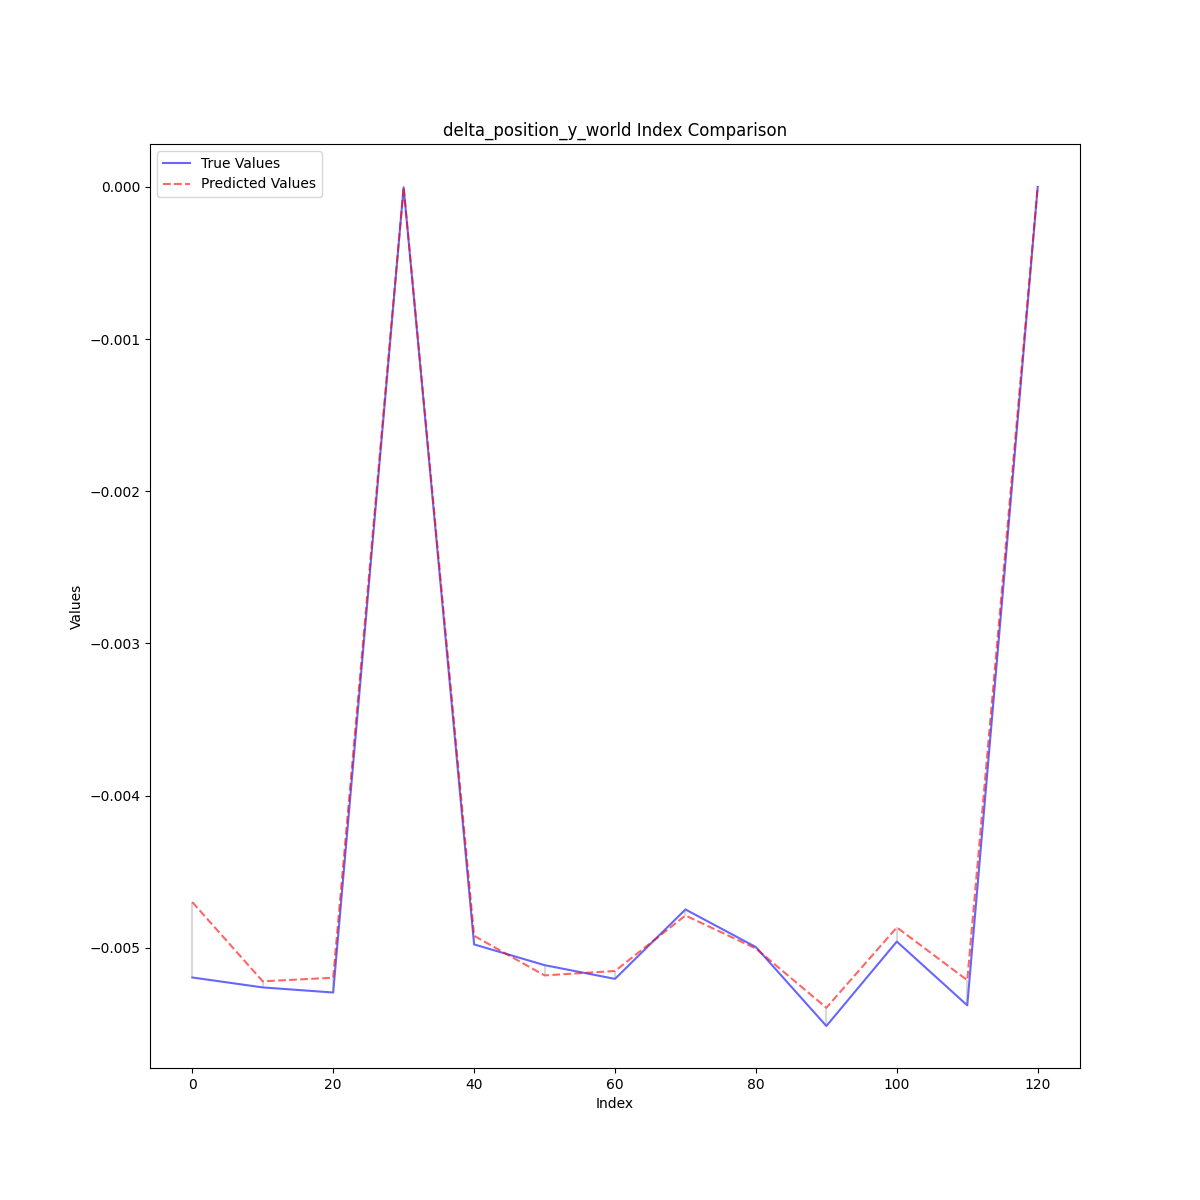 delta_position_y_world Index Comparison
True Values
Predicted Values
0.000
−0.001
−0.002
−0.003
−0.004
−0.005
Values
0 20 40 60 80 100 120
Index